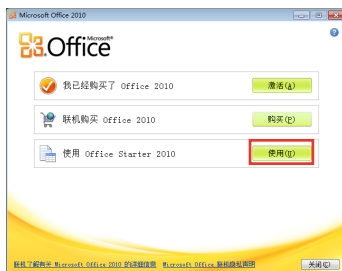 Microsoft Office 2010
Microsoft®
Office
我已经购买了 Office 2010
激活(A)
联机购买 Office 2010
购买(P)
使用 Office Starter 2010
使用(U)
联机了解有关 Microsoft Office 2010 的详细信息 Microsoft Office 联机隐私声明
关闭(C)